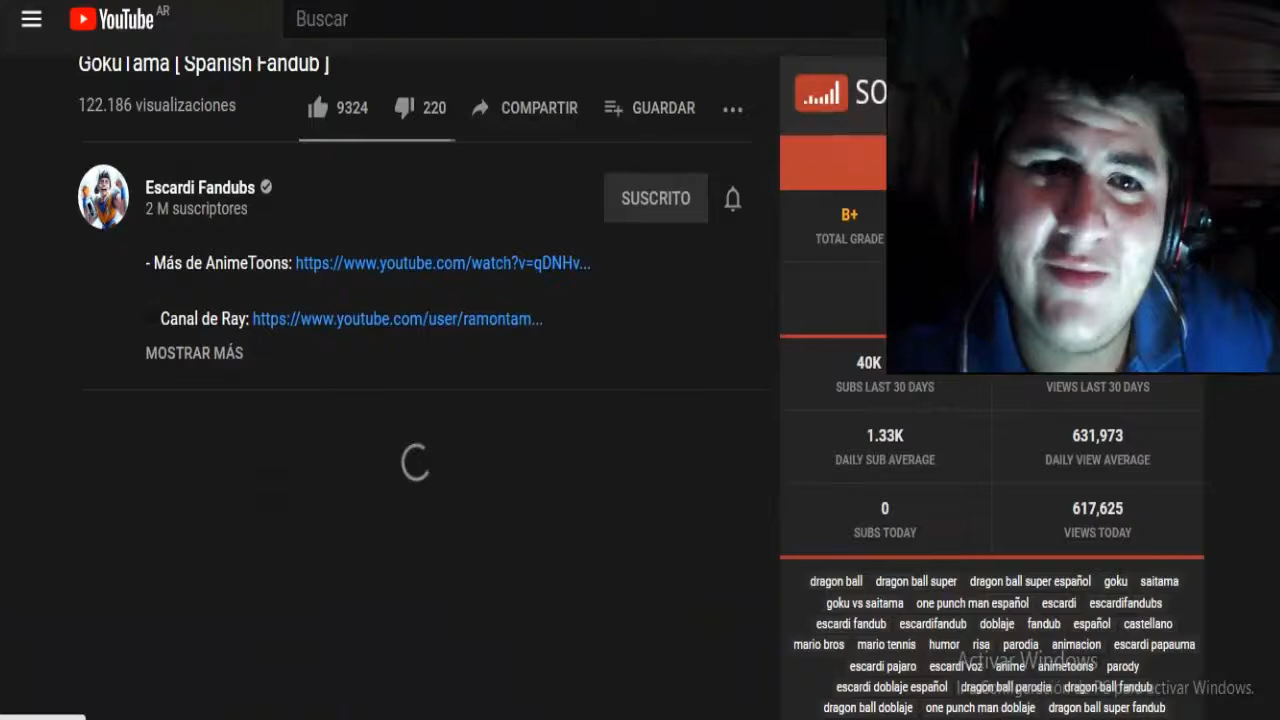 YouTube AR
Buscar
GokuTama [ Spanish Fandub ]
122.186 visualizaciones
9324
220
COMPARTIR
GUARDAR
SO
Escardi Fandubs
2 M suscriptores
SUSCRITO
B+
TOTAL GRADE
- Más de AnimeToons: https://www.youtube.com/watch?v=qDNHv...
Canal de Ray: https://www.youtube.com/user/ramontam...
MOSTRAR MÁS
40K
SUBS LAST 30 DAYS
VIEWS LAST 30 DAYS
1.33K
631,973
DAILY SUB AVERAGE
DAILY VIEW AVERAGE
0
617,625
SUBS TODAY
VIEWS TODAY
dragon ball dragon ball super dragon ball super español goku saitama
goku vs saitama one punch man español escardi escardifandubs
escardi fandub escardifandub doblaje fandub español castellano
mario bros mario tennis humor risa parodia animacion escardi papauma
escardi pajaro escardi voz anime animetoons parody
escardi doblaje español dragon ball parodia dragon ball fandub
dragon ball doblaje one punch man doblaje dragon ball super fandub
Activar Windows
Configuración de PC para activar Windows.